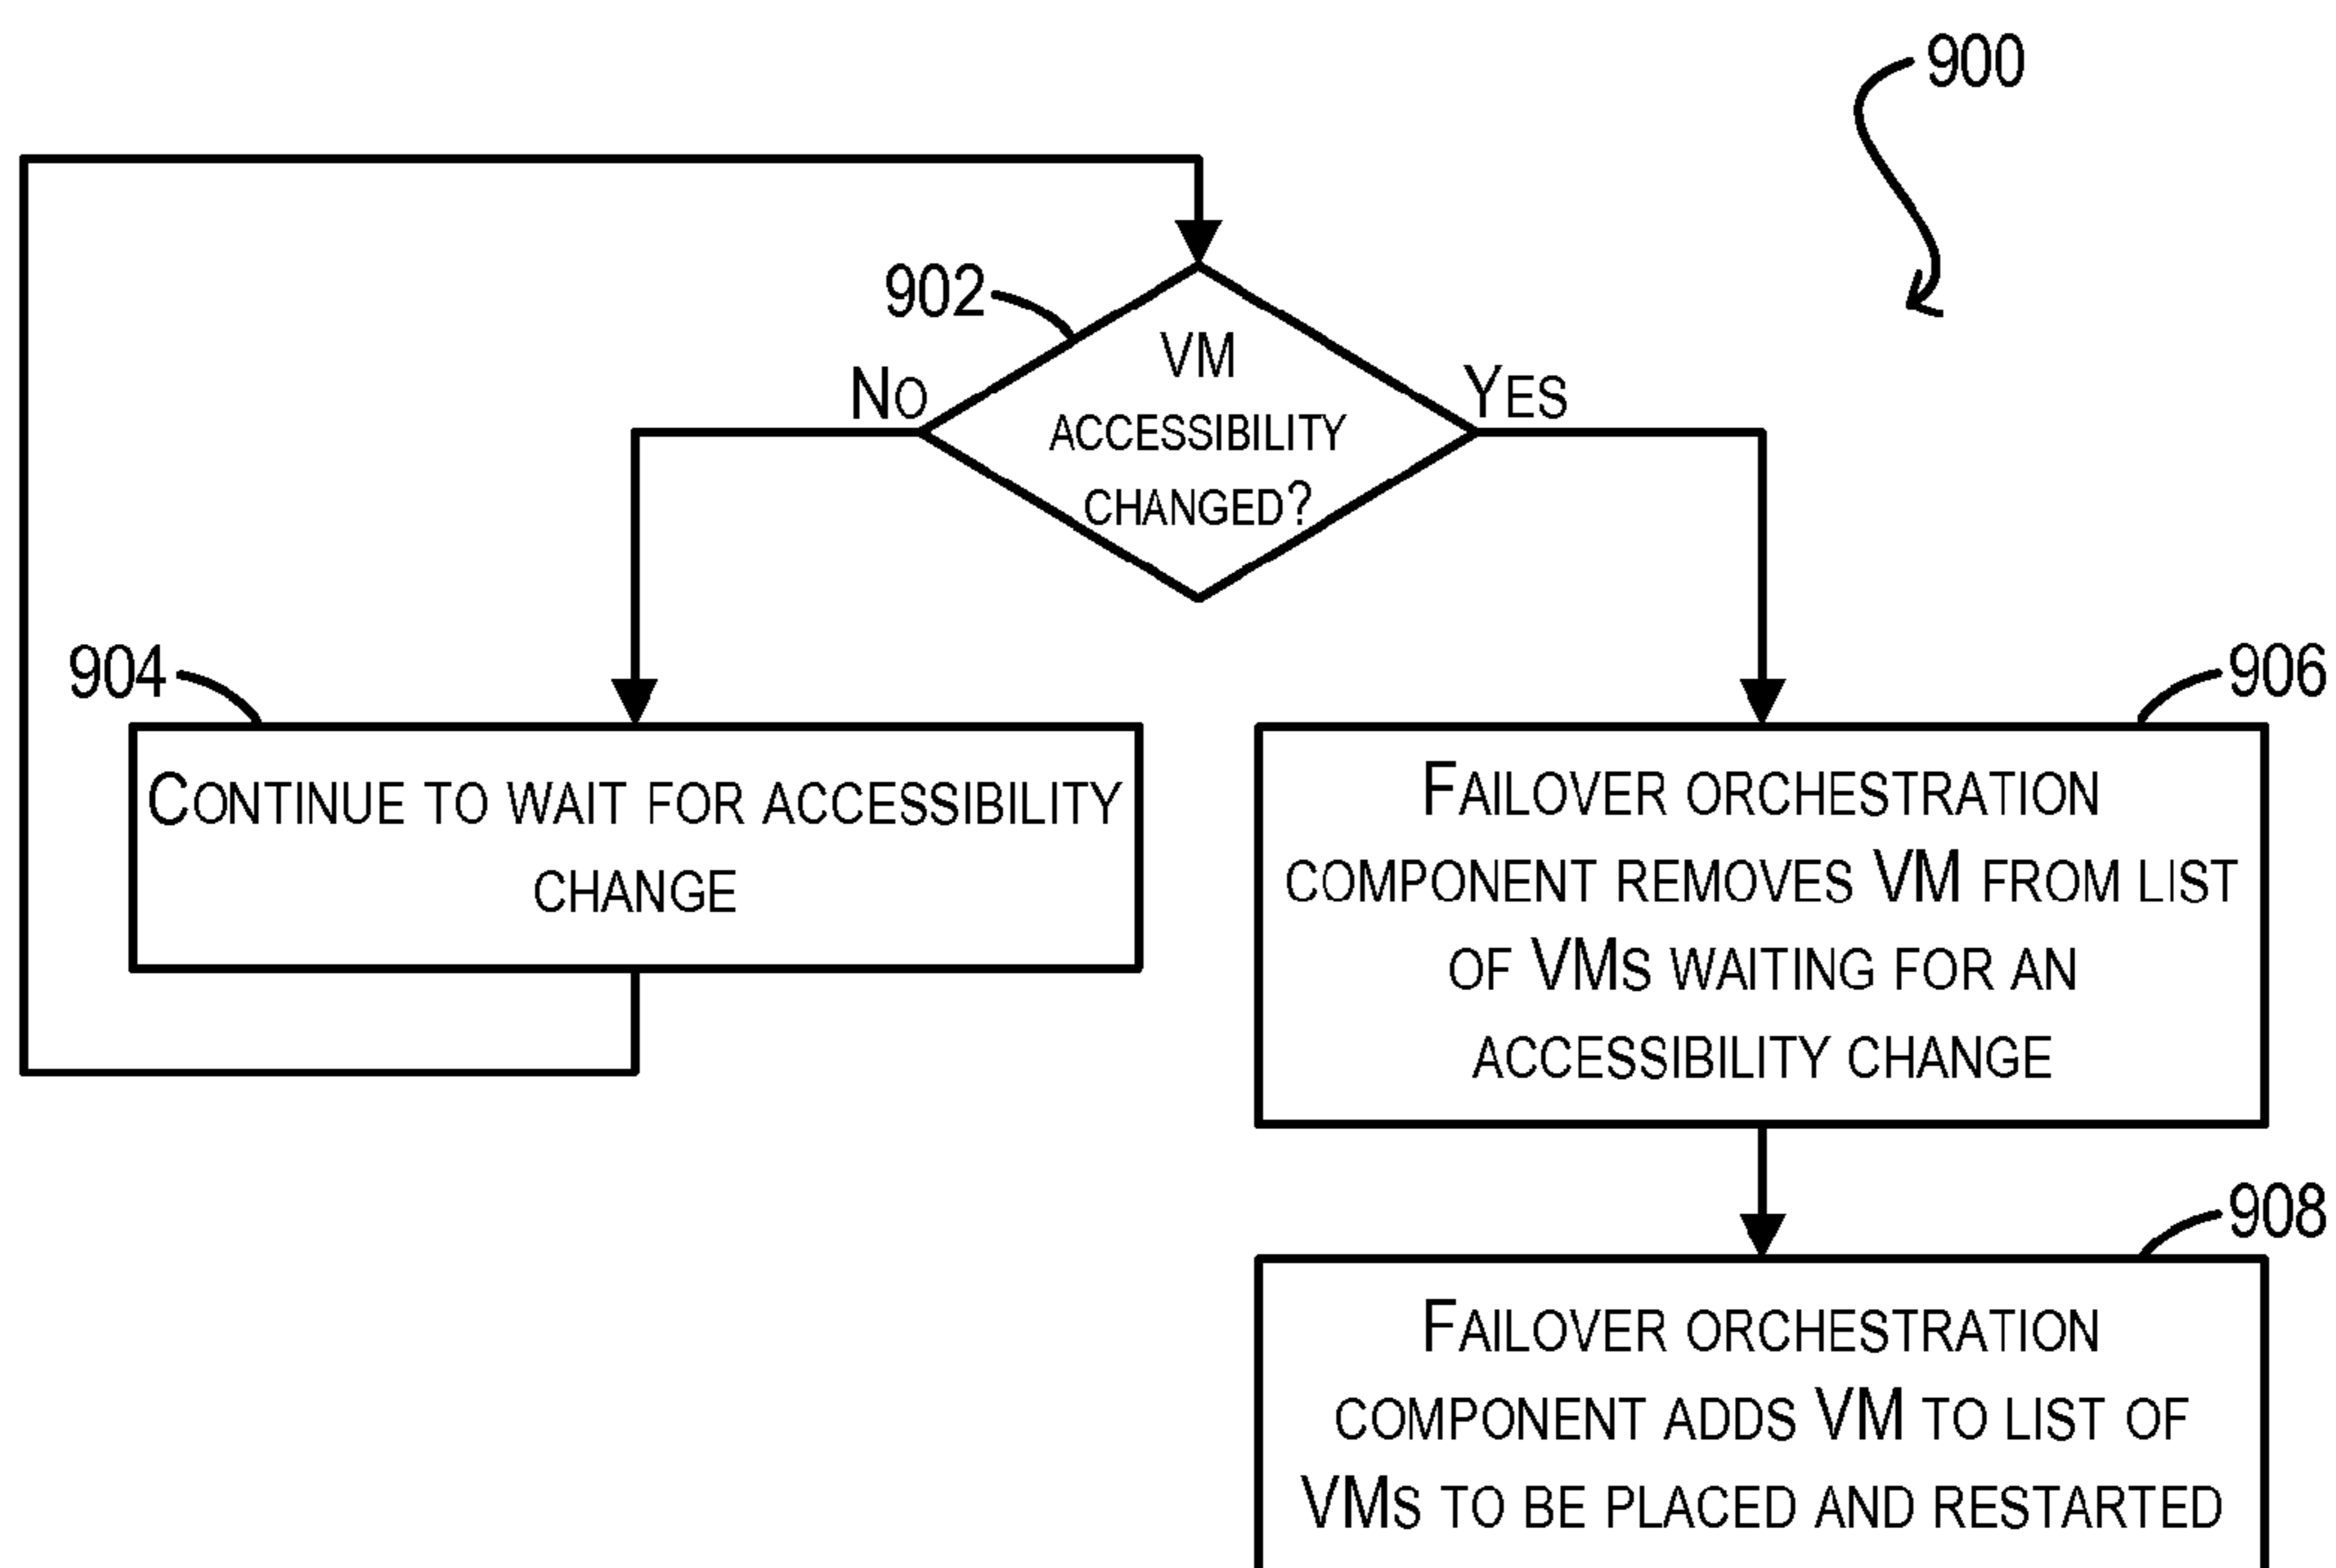 900
902
VM
ACCESSIBILITY
CHANGED?
NO
YES
904
CONTINUE TO WAIT FOR ACCESSIBILITY
CHANGE
906
FAILOVER ORCHESTRATION
COMPONENT REMOVES VM FROM LIST
OF VMS WAITING FOR AN
ACCESSIBILITY CHANGE
908
FAILOVER ORCHESTRATION
COMPONENT ADDS VM TO LIST OF
VMS TO BE PLACED AND RESTARTED